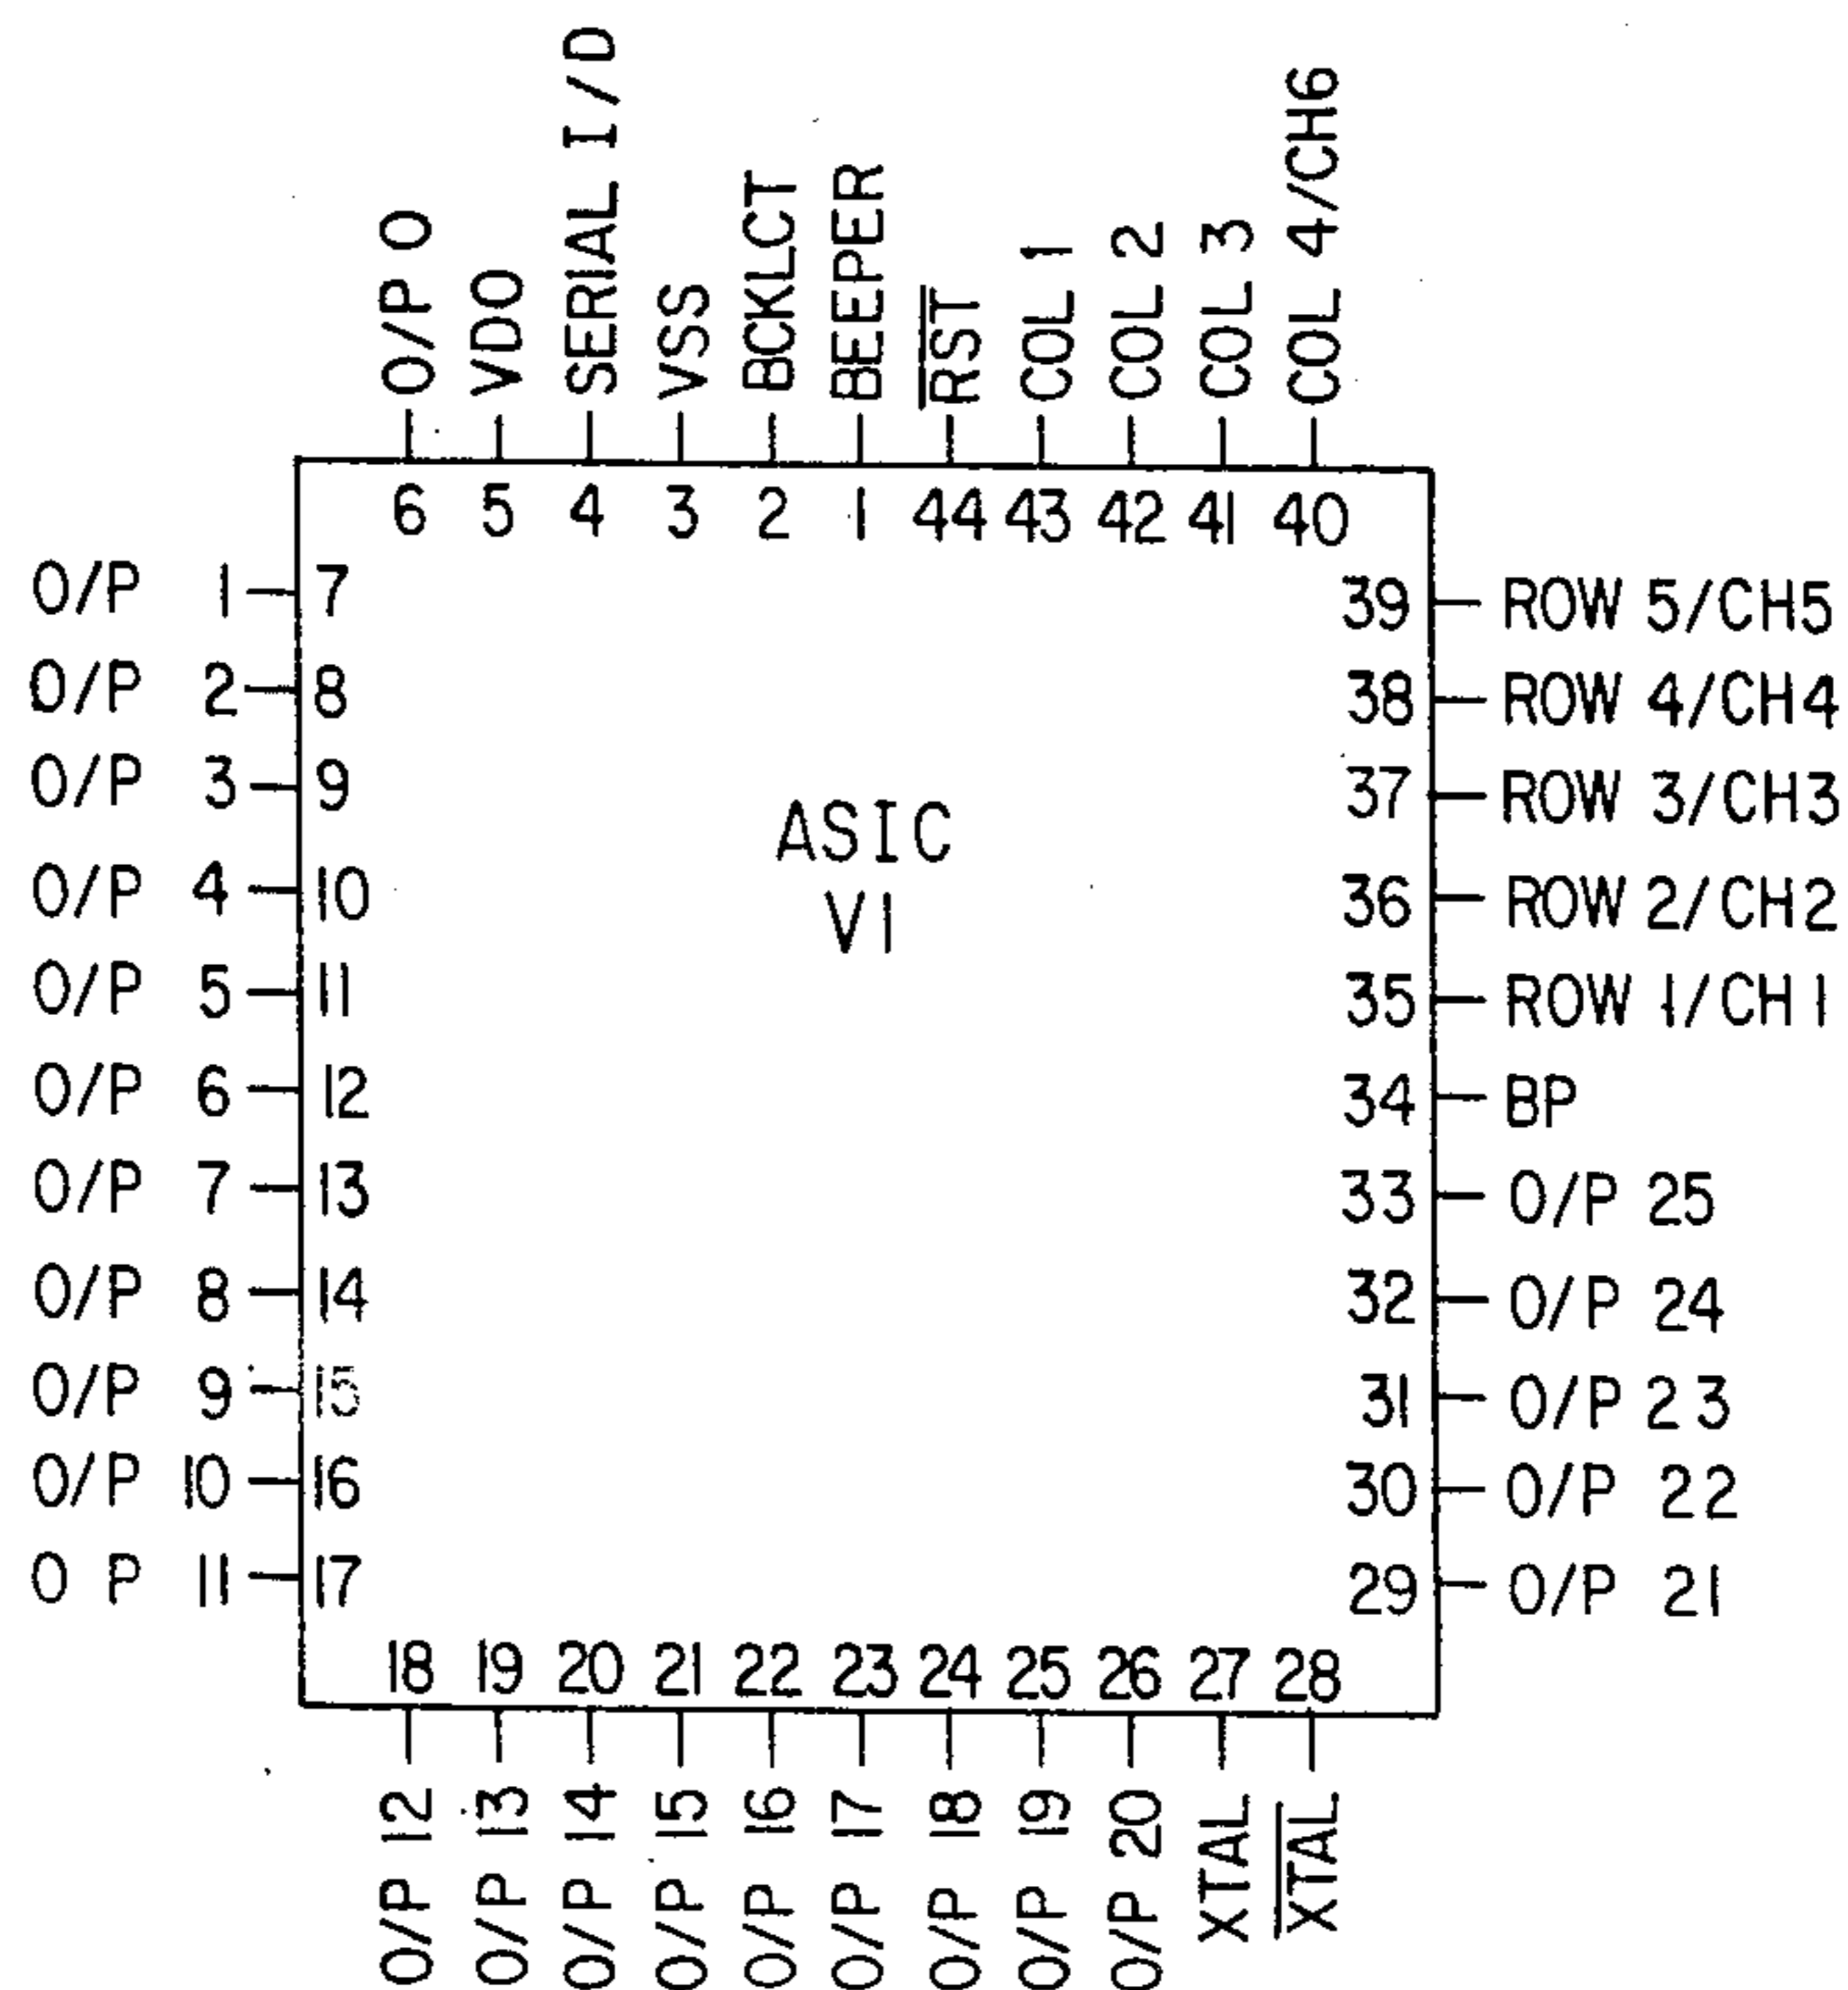 O/P 0
VDO
SERIAL I/O
VSS
BCKLCT
BEEPER
RST
COL 1
COL 2
COL 3
COL 4/CH6
6 5 4 3 2 1 44 43 42 41 40
O/P 1 7
O/P 2 8
O/P 3 9
O/P 4 10
O/P 5 11
O/P 6 12
O/P 7 13
O/P 8 14
O/P 9 15
O/P 10 16
O P 11 17
ASIC
V1
39 ROW 5/CH5
38 ROW 4/CH4
37 ROW 3/CH3
36 ROW 2/CH2
35 ROW 1/CH1
34 BP
33 O/P 25
32 O/P 24
31 O/P 23
30 O/P 22
29 O/P 21
18 19 20 21 22 23 24 25 26 27 28
O/P 12
O/P 13
O/P 14
O/P 15
O/P 16
O/P 17
O/P 18
O/P 19
O/P 20
XTAL
XTAL